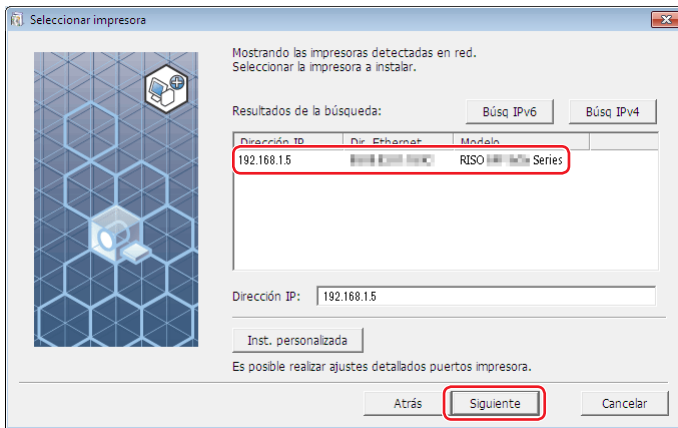 Seleccionar impresora
Mostrando las impresoras detectadas en red.
Seleccionar la impresora a instalar.
Resultados de la búsqueda:
Búsq IPv6
Búsq IPv4
Dirección IP Dir. Ethernet Modelo
192.168.1.5 RISO Series
Dirección IP: 192.168.1.5
Inst. personalizada
Es posible realizar ajustes detallados puertos impresora.
Atrás
Siguiente
Cancelar